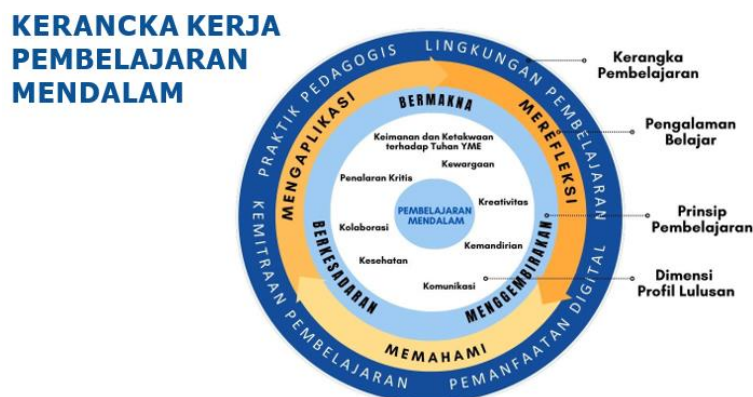 KERANCKA KERJA
PEMBELAJARAN
MENDALAM
PRAKTIK PEDAGOGIS
LINGKUNGAN PEMBELAJARAN
KEMITRAAN PEMBELAJARAN
PEMANFAATAN DIGITAL
MENGAPLIKASI
MEREFLEKSI
MEMAHAMI
BERMAKNA
BERKESADARAN
MENGGEMBIRAKAN
Keimanan dan Ketakwaan
terhadap Tuhan YME
Kewargaan
Penalaran Kritis
Kreativitas
Kolaborasi
Kemandirian
Kesehatan
Komunikasi
PEMBELAJARAN
MENDALAM
Kerangka
Pembelajaran
Pengalaman
Belajar
Prinsip
Pembelajaran
Dimensi
Profil Lulusan